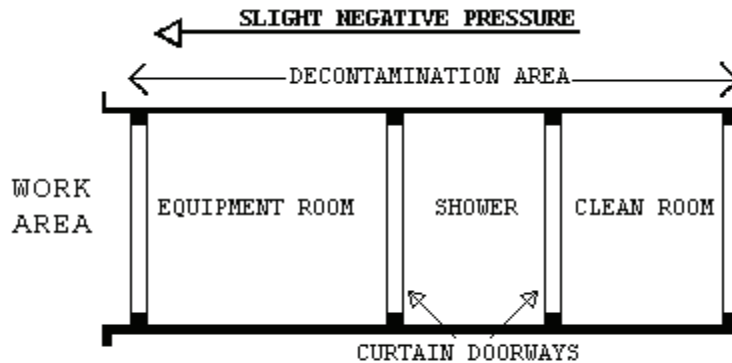 SLIGHT NEGATIVE PRESSURE
DECONTAMINATION AREA
WORK
AREA
EQUIPMENT ROOM
SHOWER
CLEAN ROOM
CURTAIN DOORWAYS